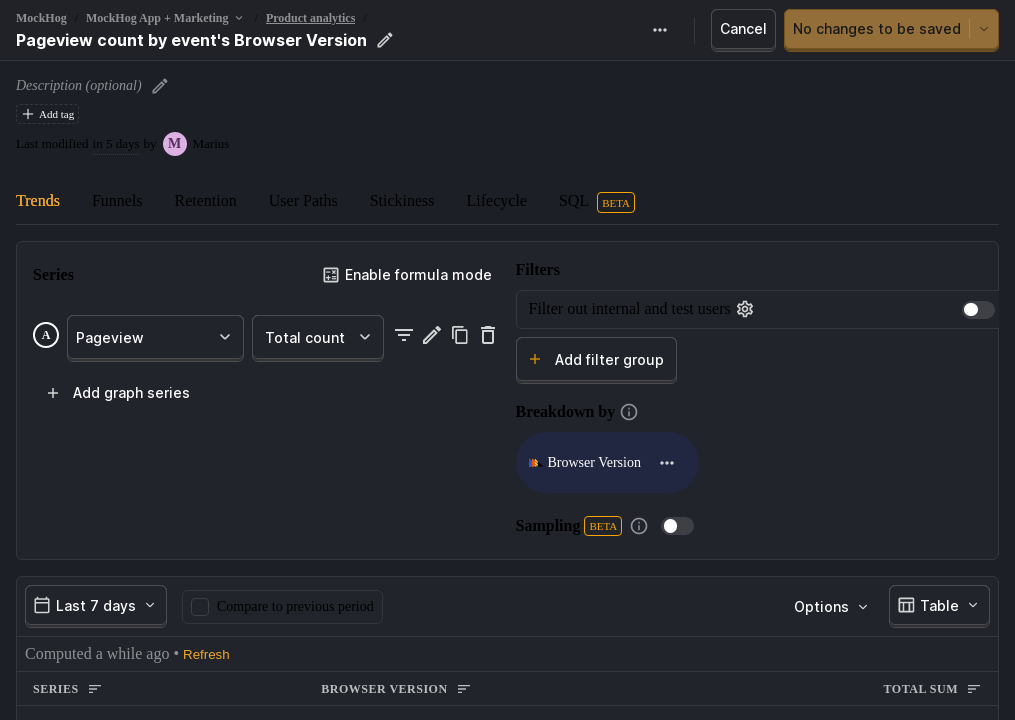 MockHog / MockHog App + Marketing / Product analytics /
Pageview count by event's Browser Version
Cancel
No changes to be saved
Description (optional)
Add tag
Last modified in 5 days by M Marius
Trends Funnels Retention User Paths Stickiness Lifecycle SQL BETA
Series
Enable formula mode
A Pageview Total count
Add graph series
Filters
Filter out internal and test users
Add filter group
Breakdown by
Browser Version
Sampling BETA
Last 7 days
Compare to previous period
Options
Table
Computed a while ago • Refresh
SERIES BROWSER VERSION TOTAL SUM